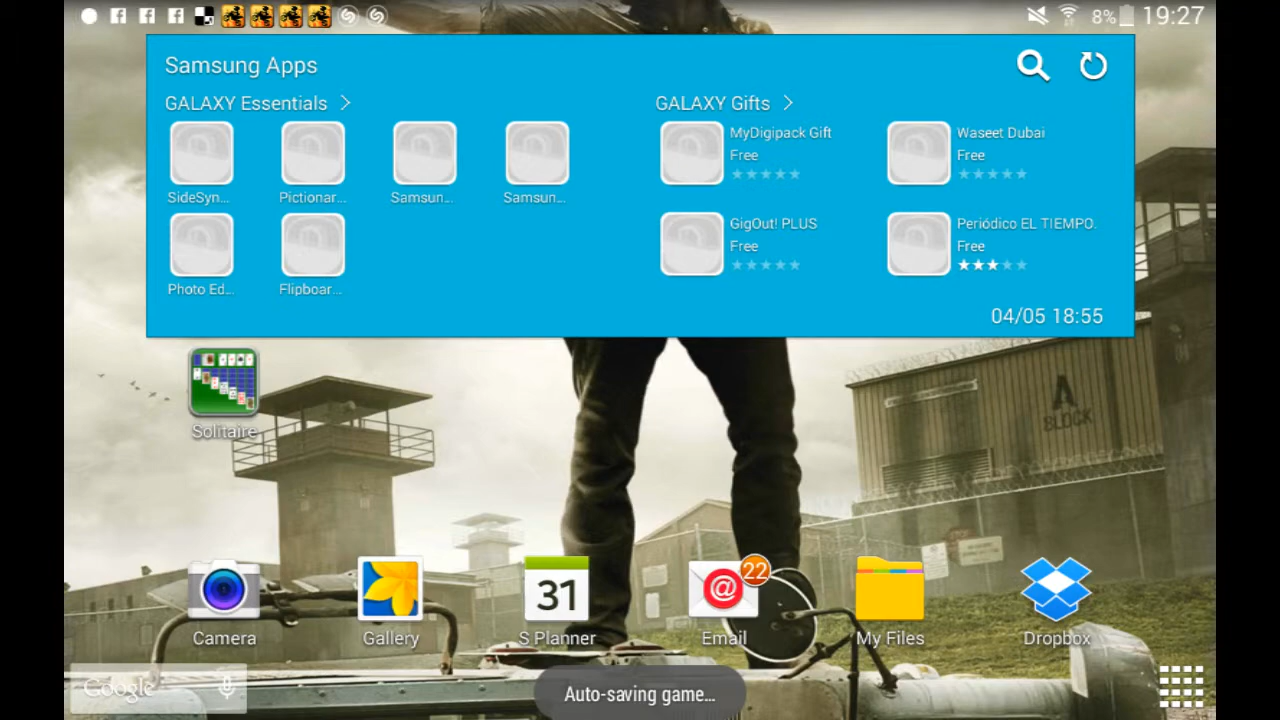 8% 19:27
Samsung Apps
GALAXY Essentials
SideSyn...
Pictionar...
Samsun...
Samsun...
Photo Ed...
Flipboar...
GALAXY Gifts
MyDigipack Gift
Free
Waseet Dubai
Free
GigOut! PLUS
Free
Periódico EL TIEMPO.
Free
04/05 18:55
Solitaire
A
BLOCK
Camera
Gallery
31
S Planner
@
22
Email
My Files
Dropbox
Google
Auto-saving game...